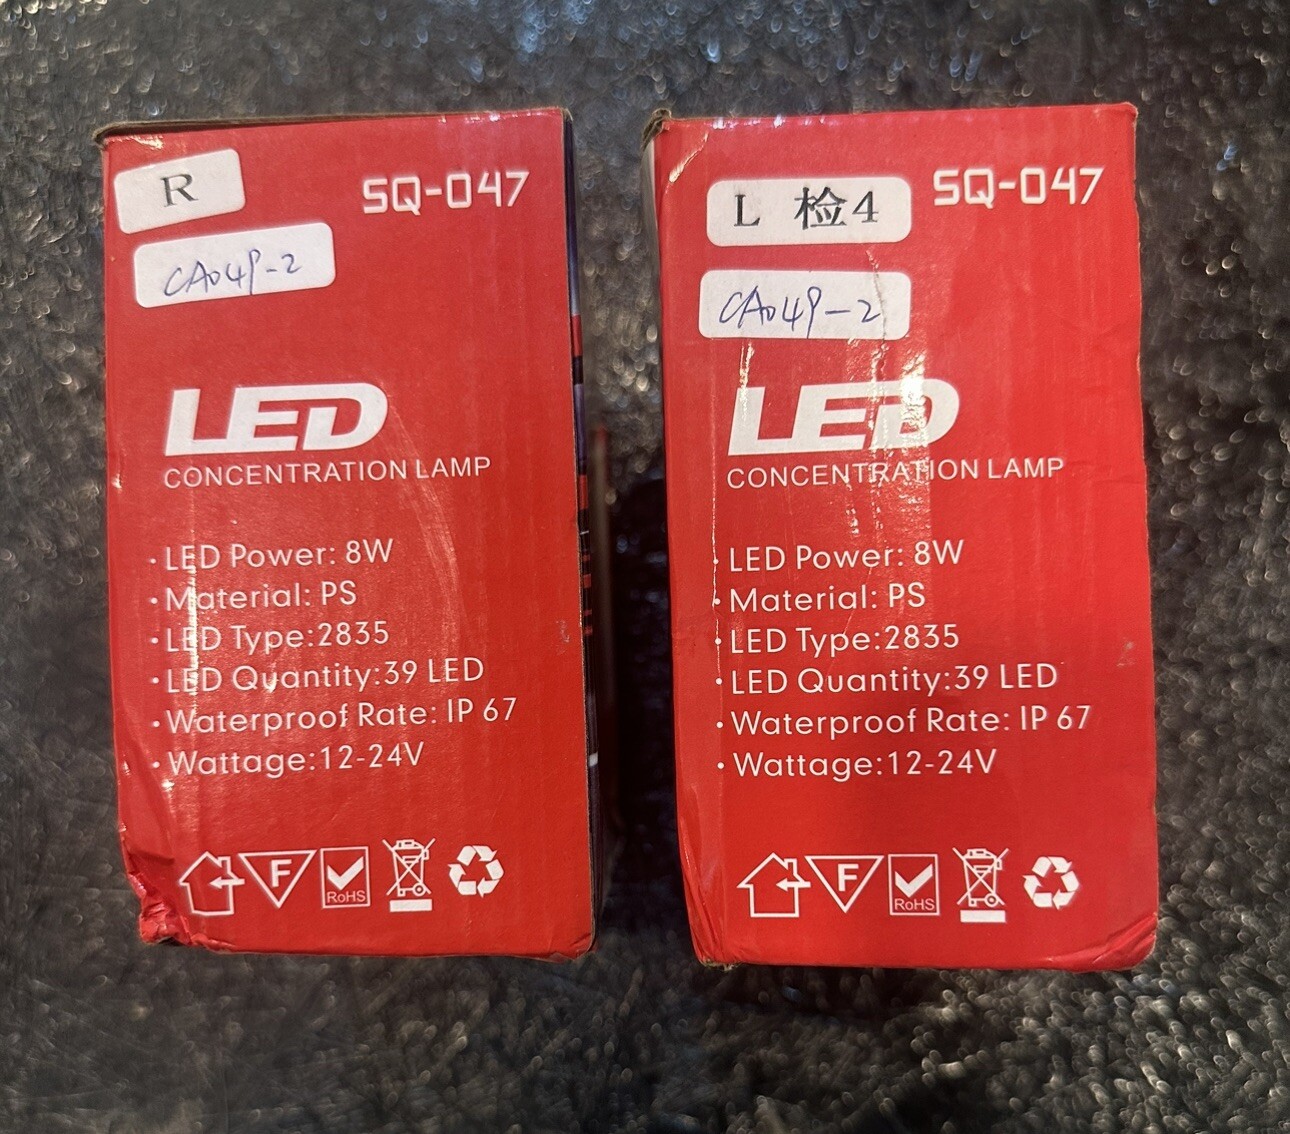 R
SQ-047
CA049-2
LED
CONCENTRATION LAMP
· LED Power: 8W
· Material: PS
· LED Type:2835
· LED Quantity:39 LED
· Waterproof Rate: IP 67
· Wattage:12-24V
F
RoHS
L 检4
SQ-047
CA049-2
LED
CONCENTRATION LAMP
· LED Power: 8W
· Material: PS
· LED Type:2835
· LED Quantity:39 LED
· Waterproof Rate: IP 67
· Wattage:12-24V
F
RoHS